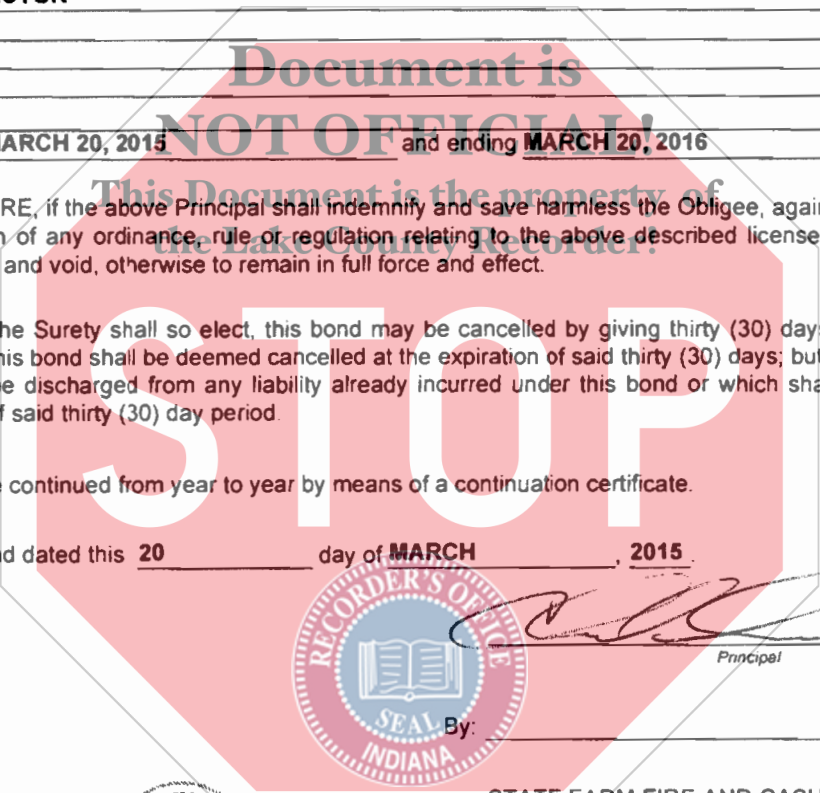 Document is
NOT OFFICIAL!
MARCH 20, 2015 and ending MARCH 20, 2016
This Document is the property of
RE, if the above Principal shall indemnify and save harmless the Obligee, again
the Lake County Recorder!
of any ordinance, rule or regulation relating to the above described license
and void, otherwise to remain in full force and effect.
he Surety shall so elect, this bond may be cancelled by giving thirty (30) days
his bond shall be deemed cancelled at the expiration of said thirty (30) days; but
e discharged from any liability already incurred under this bond or which sha
f said thirty (30) day period.
STOP
continued from year to year by means of a continuation certificate.
d dated this 20 day of MARCH, 2015.
RECORDER'S OFFICE
SEAL
INDIANA
Principal
By:
STATE FARM FIRE AND